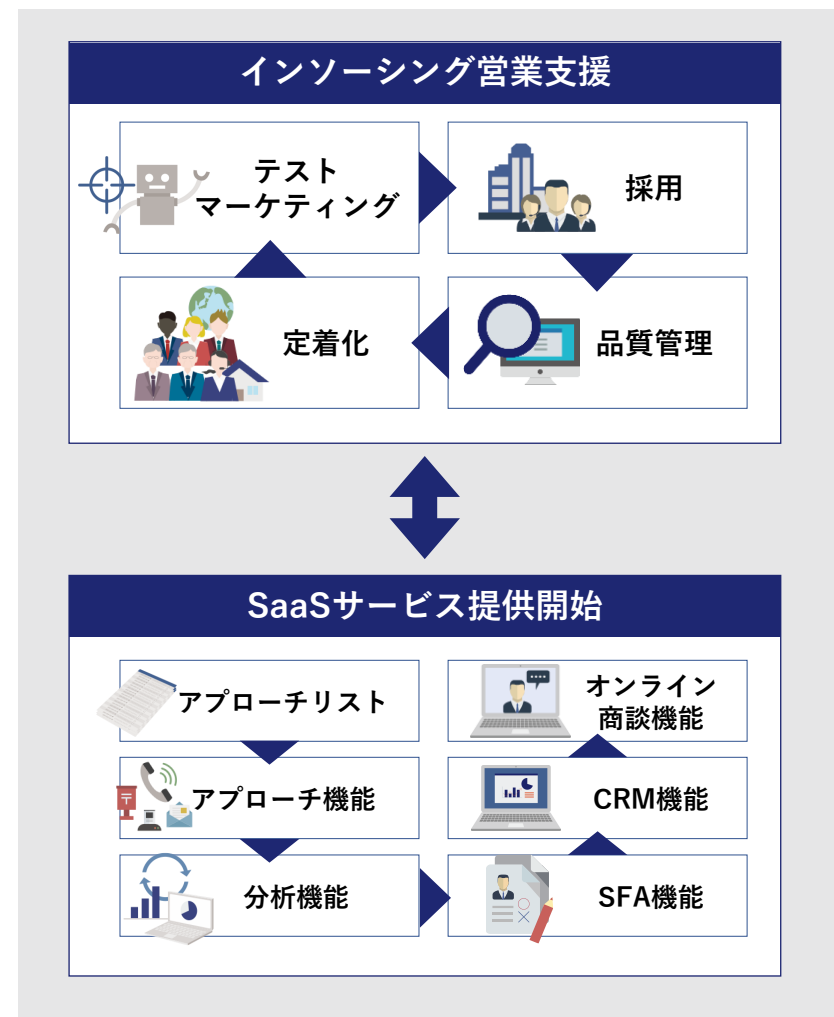 インソーシング営業支援
テスト
マーケティング
採用
定着化
品質管理
SaaSサービス提供開始
アプローチリスト
オンライン
商談機能
アプローチ機能
CRM機能
分析機能
SFA機能